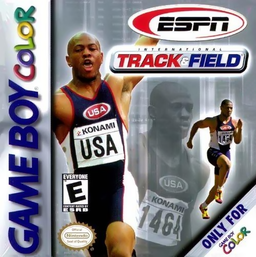 GAME BOY COLOR
ESPN
INTERNATIONAL
TRACK & FIELD
USA
KONAMI
USA
EVERYONE
E
ESRB
Nintendo
USA
KONAMI
1464
ONLY FOR
GAME BOY
COLOR